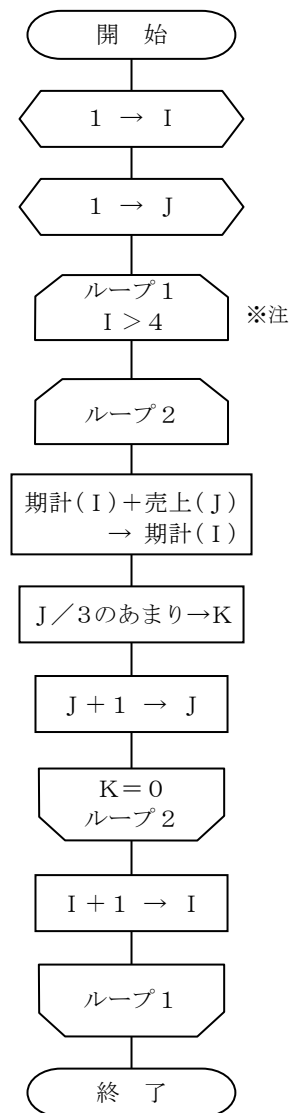 開　始
１ → Ｉ
１ → Ｊ
ループ１
Ｉ＞４
※注
ループ２
期計(Ｉ)＋売上(Ｊ)
→ 期計(Ｉ)
Ｊ／３のあまり→Ｋ
Ｊ＋１ → Ｊ
Ｋ＝０
ループ２
Ｉ＋１ → Ｉ
ループ１
終　了